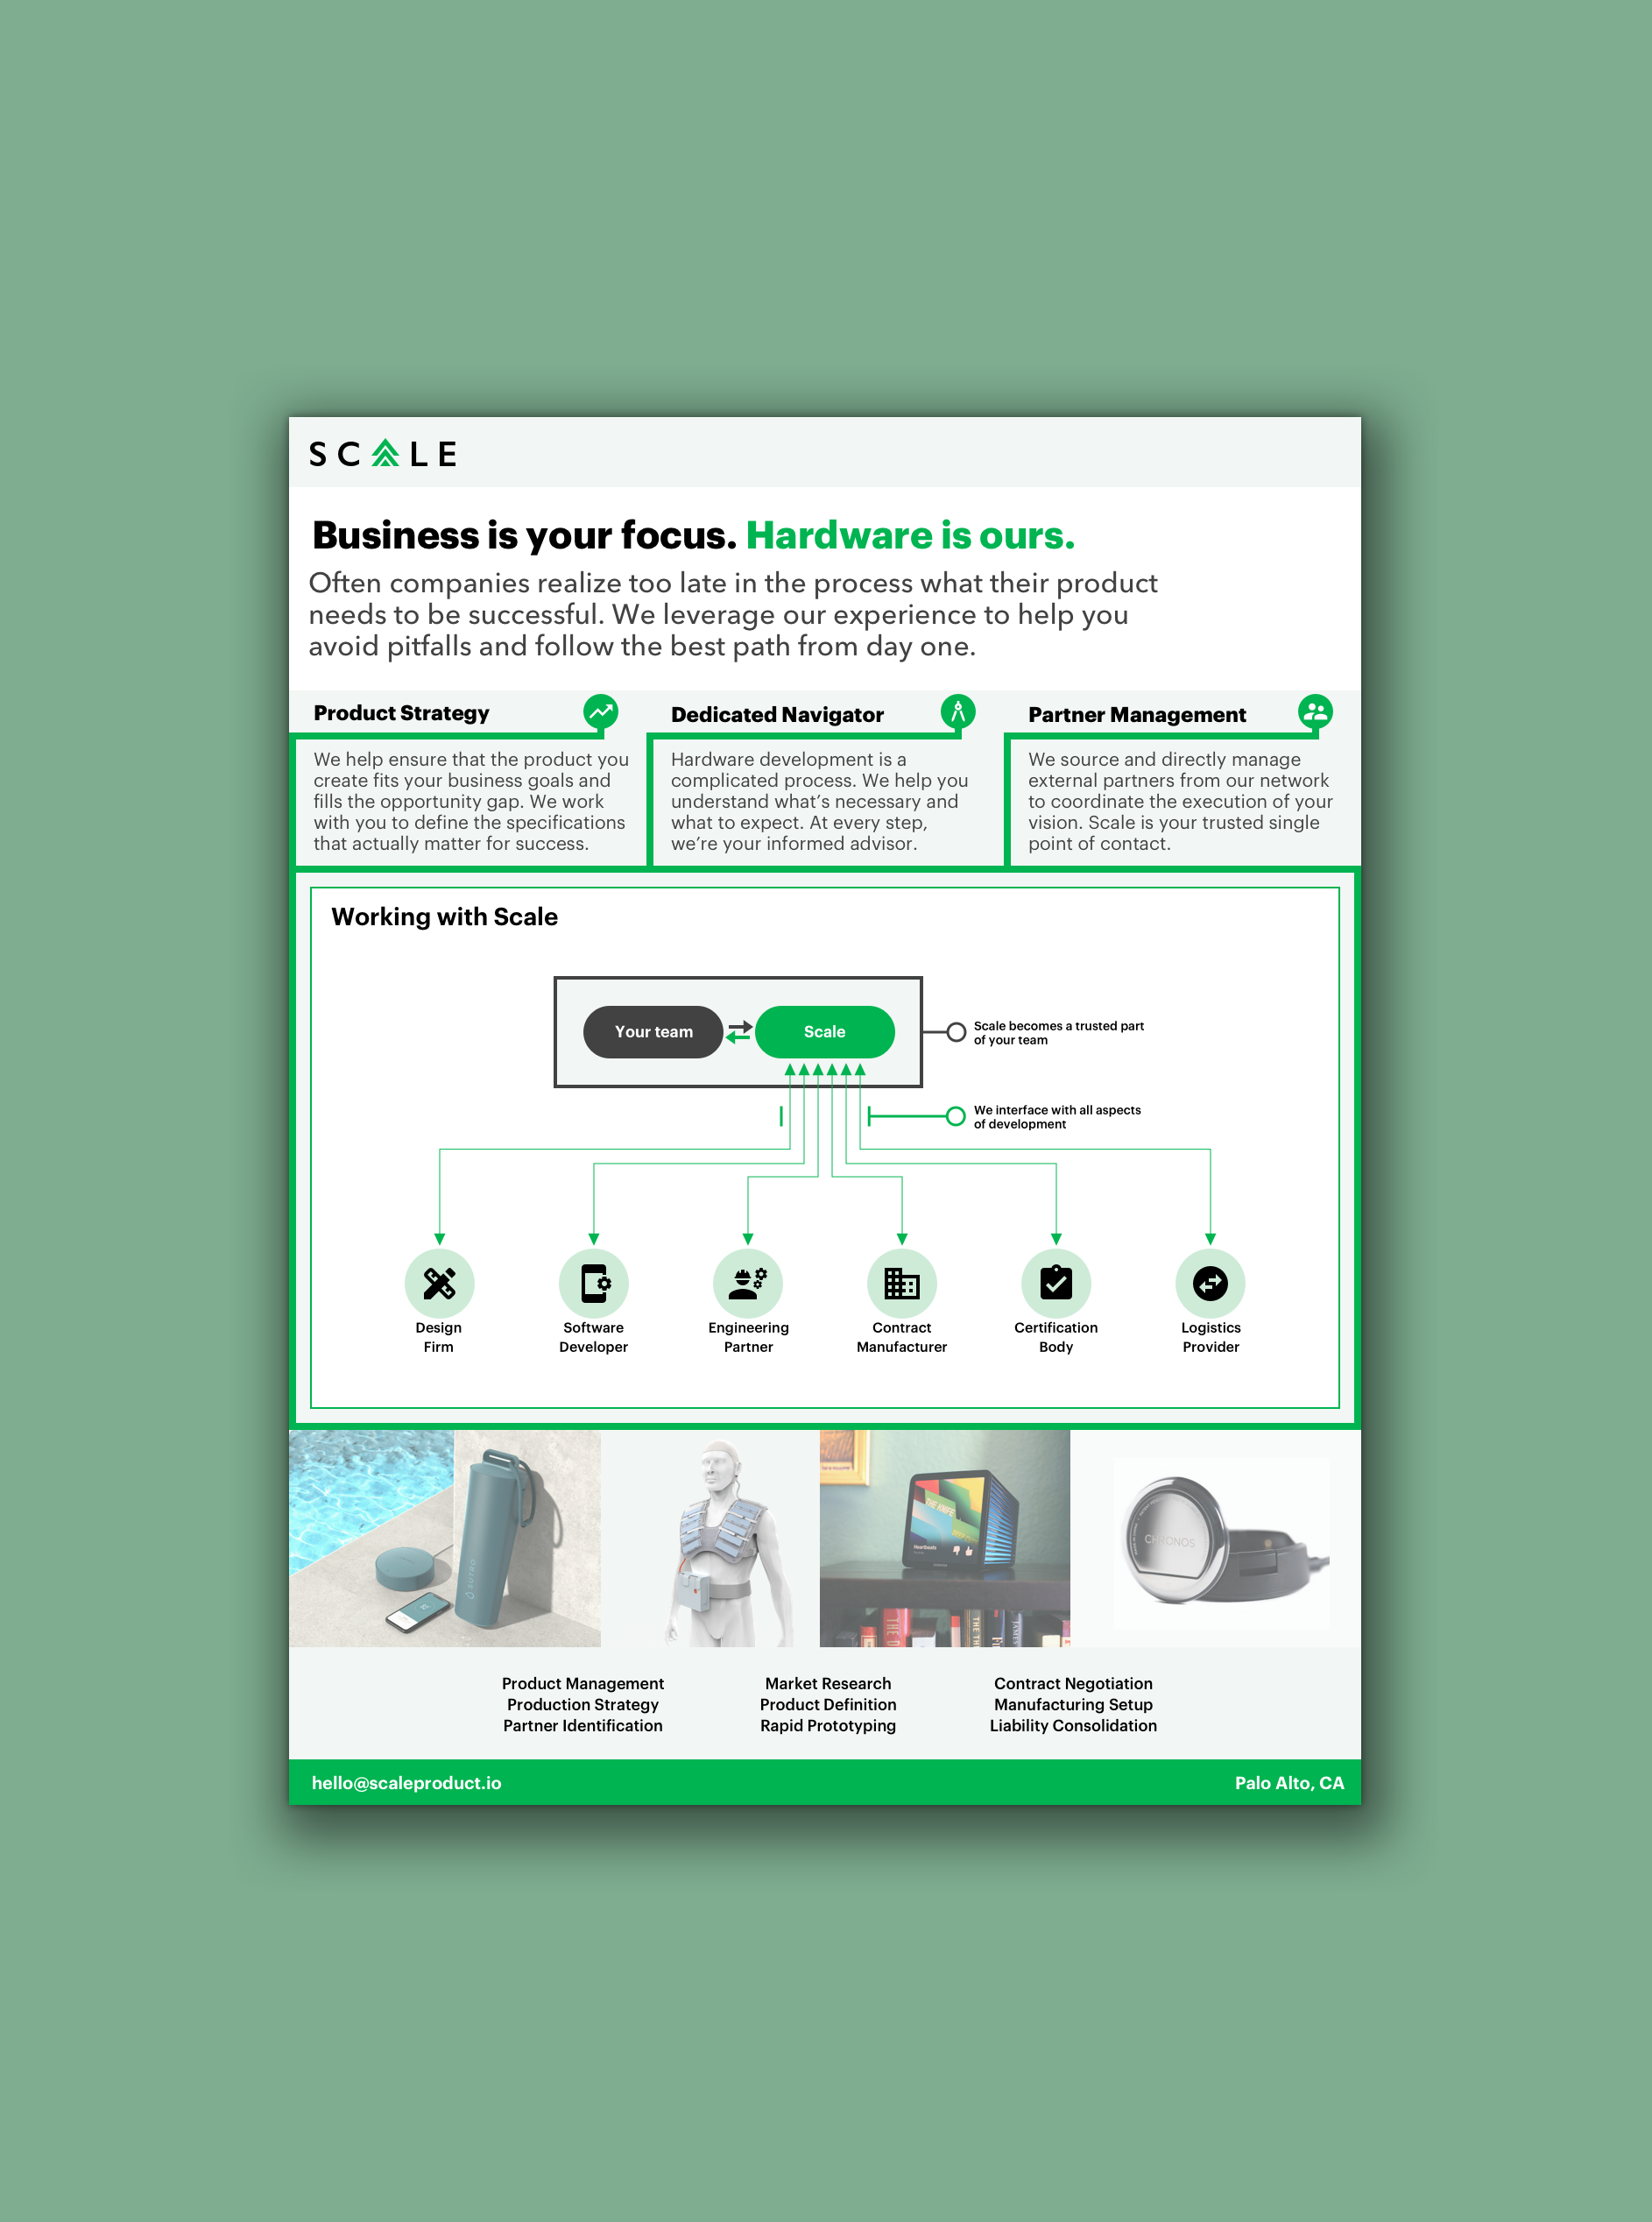 SCALE
Business is your focus. Hardware is ours.
Often companies realize too late in the process what their product
needs to be successful. We leverage our experience to help you
avoid pitfalls and follow the best path from day one.
Product Strategy
We help ensure that the product you
create fits your business goals and
fills the opportunity gap. We work
with you to define the specifications
that actually matter for success.
Dedicated Navigator
Hardware development is a
complicated process. We help you
understand what's necessary and
what to expect. At every step,
we're your informed advisor.
Partner Management
We source and directly manage
external partners from our network
to coordinate the execution of your
vision. Scale is your trusted single
point of contact.
Working with Scale
Your team
Scale
Scale becomes a trusted part
of your team
We interface with all aspects
of development
Design
Firm
Software
Developer
Engineering
Partner
Contract
Manufacturer
Certification
Body
Logistics
Provider
THE KNIFE
DEEP CUTS
Heartbeats
CHRONOS
Product Management
Production Strategy
Partner Identification
Market Research
Product Definition
Rapid Prototyping
Contract Negotiation
Manufacturing Setup
Liability Consolidation
hello@scaleproduct.io
Palo Alto, CA